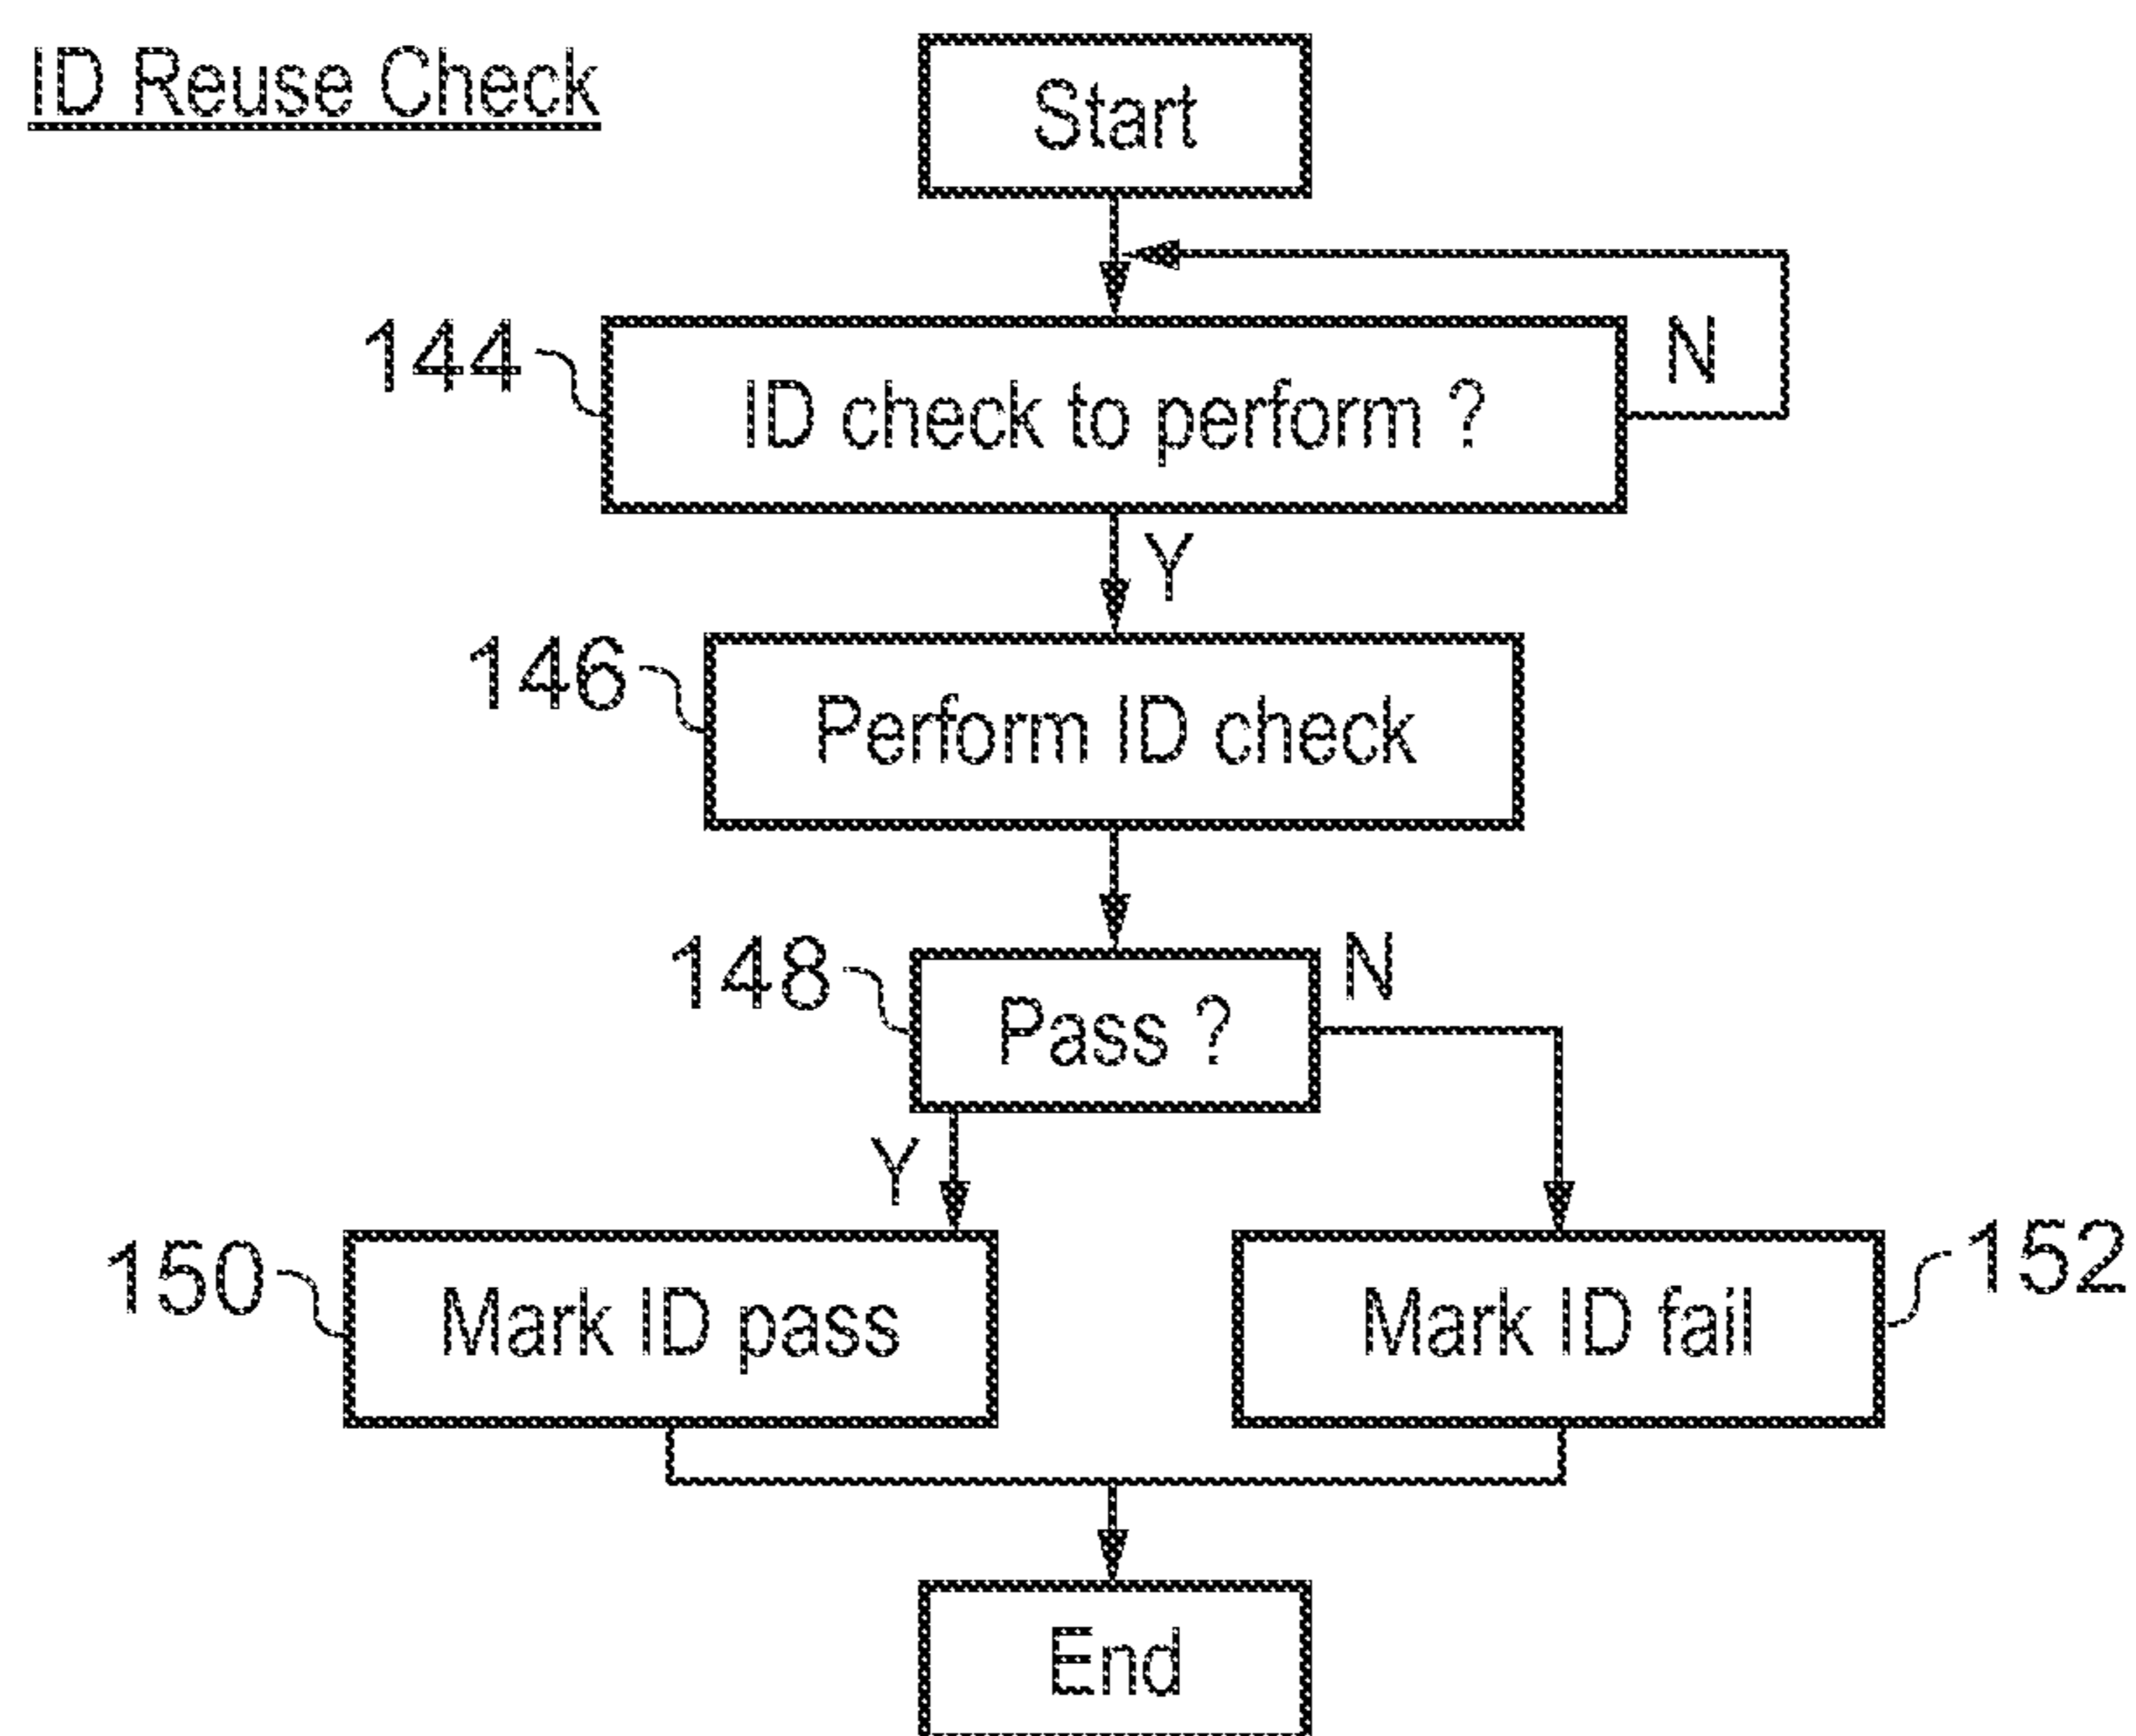 ID Reuse Check
Start
144
ID check to perform ?
N
Y
146
Perform ID check
148
Pass ?
N
Y
150
Mark ID pass
Mark ID fail
152
End